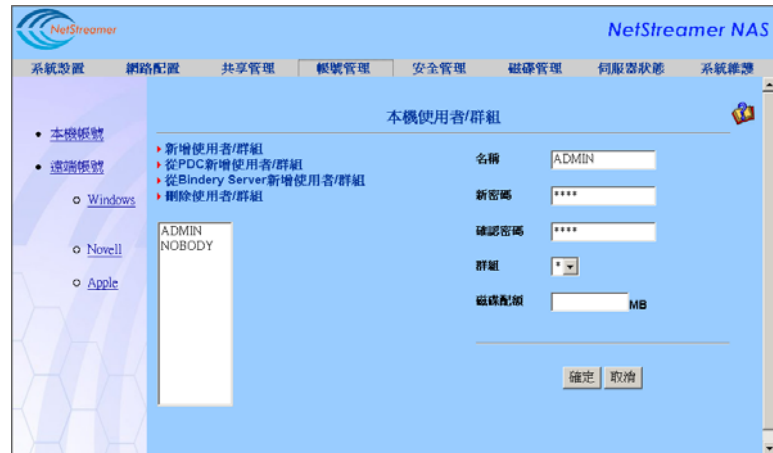 NetStreamer
NetStreamer NAS
系統設置 網路配置 共享管理 帳號管理 安全管理 磁碟管理 伺服器狀態 系統維護
本機使用者/群組
本機帳號
遠端帳號
Windows
Novell
Apple
新增使用者/群組
從PDC新增使用者/群組
從Bindery Server新增使用者/群組
刪除使用者/群組
ADMIN
NOBODY
名稱 ADMIN
新密碼 ****
確認密碼 ****
群組 *
磁碟配額 MB
確定 取消